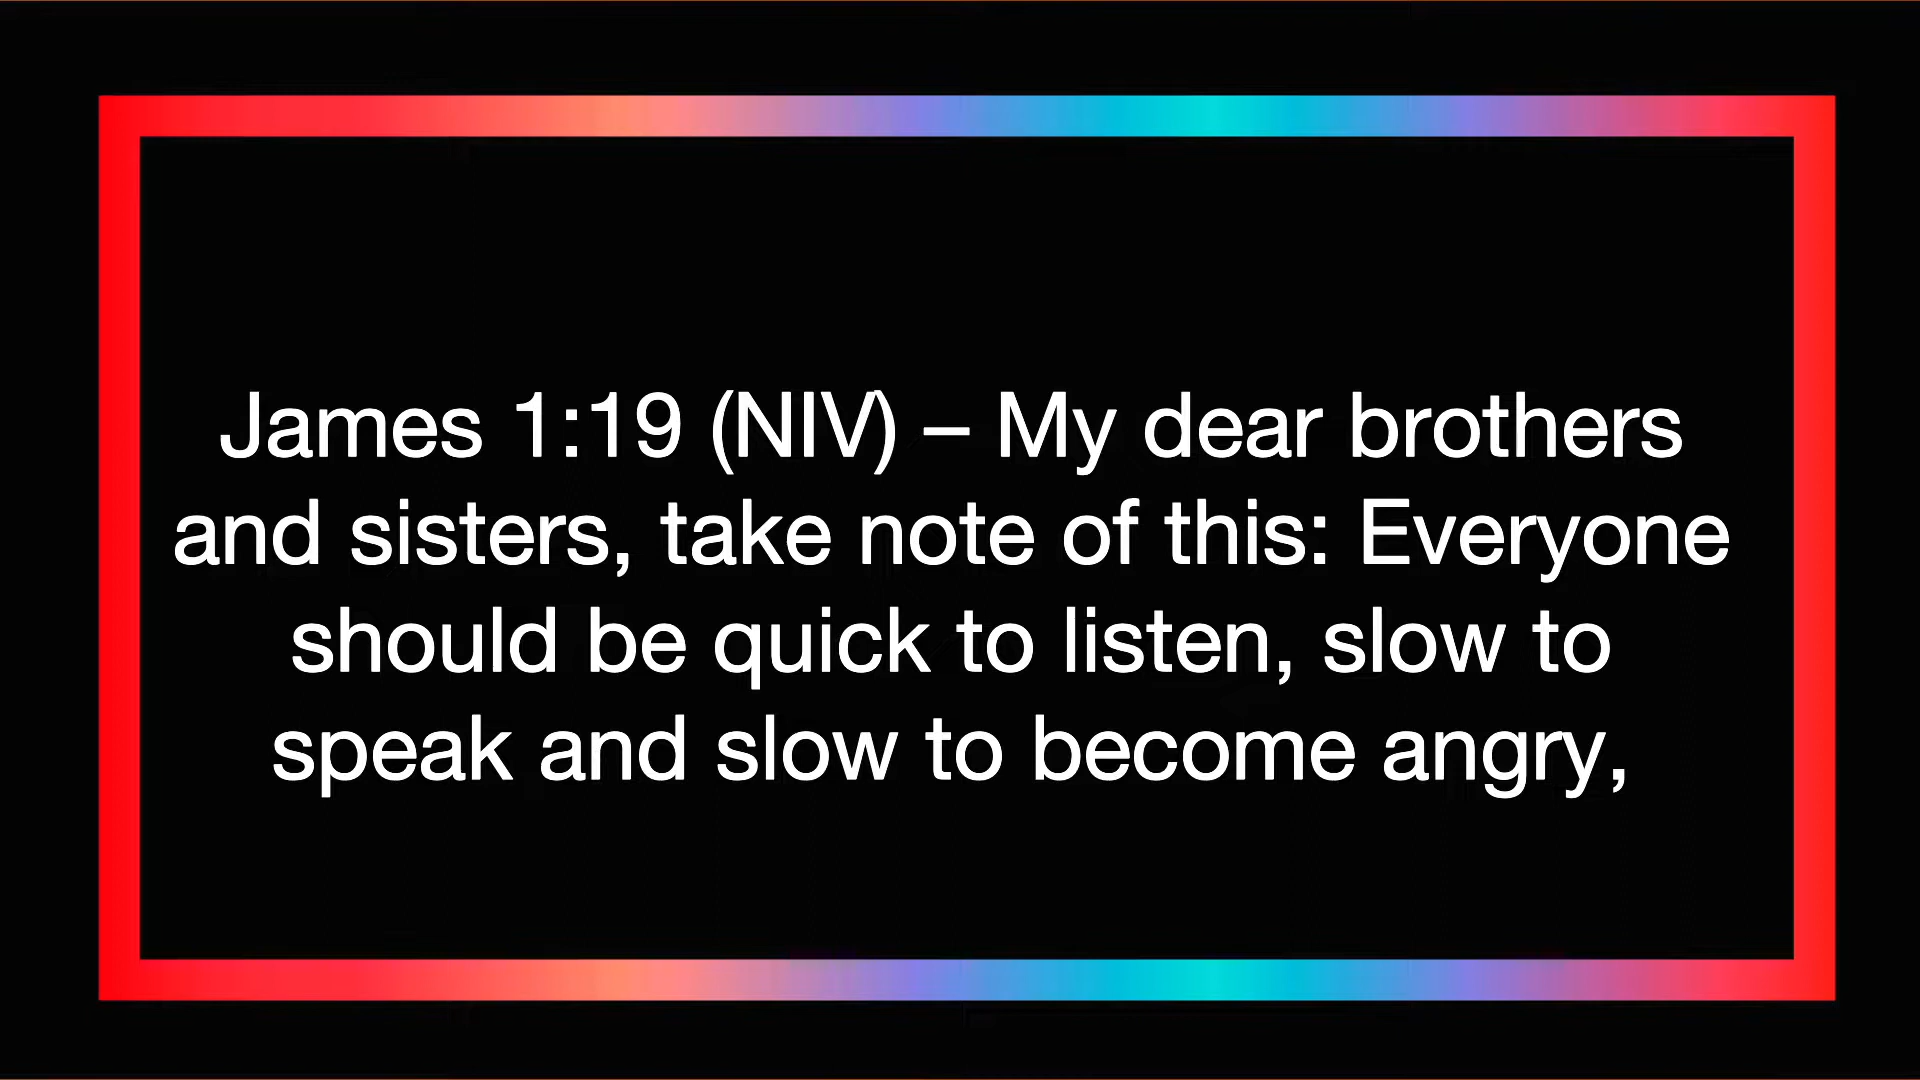 James 1:19 (NIV) – My dear brothers
and sisters, take note of this: Everyone
should be quick to listen, slow to
speak and slow to become angry,